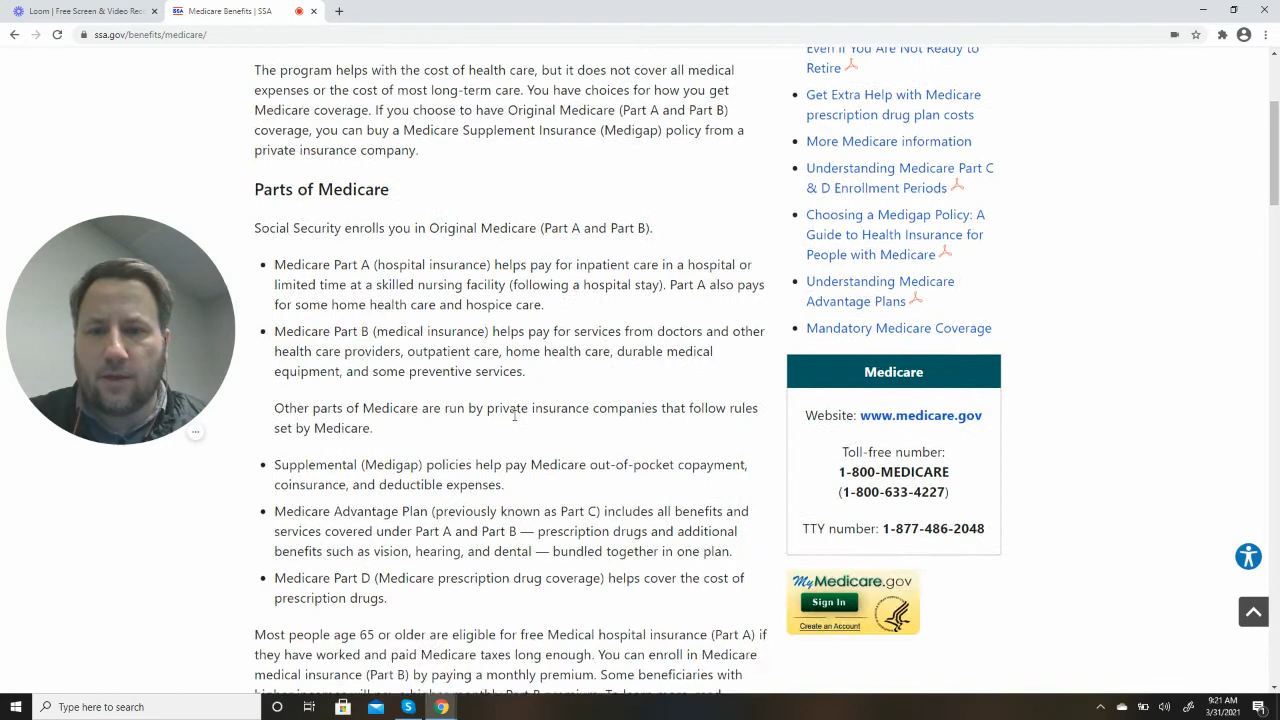 Loom | Free Screen & Video Rec
Medicare Benefits | SSA
ssa.gov/benefits/medicare/
The program helps with the cost of health care, but it does not cover all medical
expenses or the cost of most long-term care. You have choices for how you get
Medicare coverage. If you choose to have Original Medicare (Part A and Part B)
coverage, you can buy a Medicare Supplement Insurance (Medigap) policy from a
private insurance company.
Parts of Medicare
Social Security enrolls you in Original Medicare (Part A and Part B).
Medicare Part A (hospital insurance) helps pay for inpatient care in a hospital or
limited time at a skilled nursing facility (following a hospital stay). Part A also pays
for some home health care and hospice care.
Medicare Part B (medical insurance) helps pay for services from doctors and other
health care providers, outpatient care, home health care, durable medical
equipment, and some preventive services.
Other parts of Medicare are run by private insurance companies that follow rules
set by Medicare.
Supplemental (Medigap) policies help pay Medicare out-of-pocket copayment,
coinsurance, and deductible expenses.
Medicare Advantage Plan (previously known as Part C) includes all benefits and
services covered under Part A and Part B — prescription drugs and additional
benefits such as vision, hearing, and dental — bundled together in one plan.
Medicare Part D (Medicare prescription drug coverage) helps cover the cost of
prescription drugs.
Most people age 65 or older are eligible for free Medical hospital insurance (Part A) if
they have worked and paid Medicare taxes long enough. You can enroll in Medicare
medical insurance (Part B) by paying a monthly premium. Some beneficiaries with
Even if You Are Not Ready to
Retire
Get Extra Help with Medicare
prescription drug plan costs
More Medicare information
Understanding Medicare Part C
& D Enrollment Periods
Choosing a Medigap Policy: A
Guide to Health Insurance for
People with Medicare
Understanding Medicare
Advantage Plans
Mandatory Medicare Coverage
Medicare
Website: www.medicare.gov
Toll-free number:
1-800-MEDICARE
(1-800-633-4227)
TTY number: 1-877-486-2048
MyMedicare.gov
Sign In
Create an Account
Type here to search
9:21 AM
3/31/2021